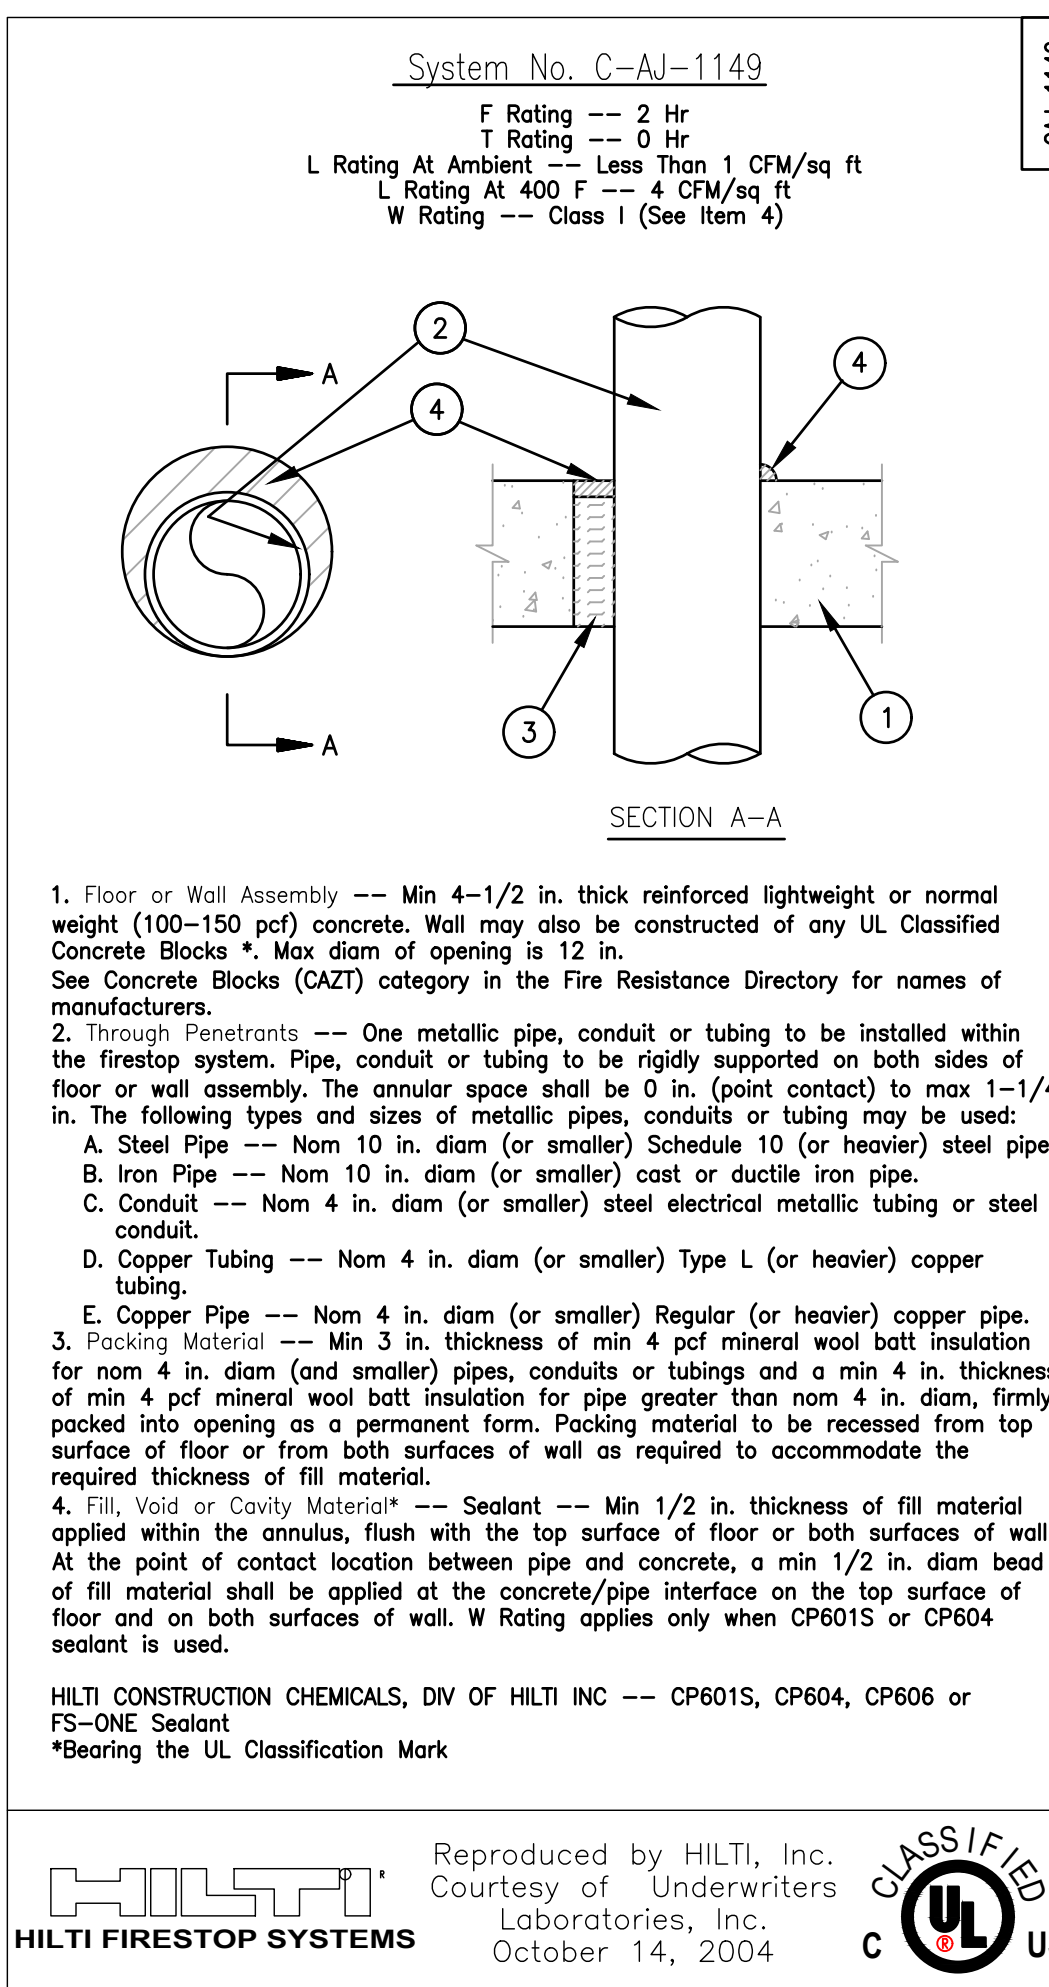 System No. C-AJ-1149
F Rating -- 2 Hr
T Rating -- 0 Hr
L Rating At Ambient -- Less Than 1 CFM/sq ft
L Rating At 400 F -- 4 CFM/sq ft
W Rating -- Class I (See Item 4)
2
4
A
4
3
1
A
SECTION A-A
1. Floor or Wall Assembly -- Min 4-1/2 in. thick reinforced lightweight or normal
weight (100-150 pcf) concrete. Wall may also be constructed of any UL Classified
Concrete Blocks *. Max diam of opening is 12 in.
See Concrete Blocks (CAZT) category in the Fire Resistance Directory for names of
manufacturers.
2. Through Penetrants -- One metallic pipe, conduit or tubing to be installed within
the firestop system. Pipe, conduit or tubing to be rigidly supported on both sides of
floor or wall assembly. The annular space shall be 0 in. (point contact) to max 1-1/4
in. The following types and sizes of metallic pipes, conduits or tubing may be used:
A. Steel Pipe -- Nom 10 in. diam (or smaller) Schedule 10 (or heavier) steel pipe
B. Iron Pipe -- Nom 10 in. diam (or smaller) cast or ductile iron pipe.
C. Conduit -- Nom 4 in. diam (or smaller) steel electrical metallic tubing or steel
conduit.
D. Copper Tubing -- Nom 4 in. diam (or smaller) Type L (or heavier) copper
tubing.
E. Copper Pipe -- Nom 4 in. diam (or smaller) Regular (or heavier) copper pipe.
3. Packing Material -- Min 3 in. thickness of min 4 pcf mineral wool batt insulation
for nom 4 in. diam (and smaller) pipes, conduits or tubings and a min 4 in. thickness
of min 4 pcf mineral wool batt insulation for pipe greater than nom 4 in. diam, firmly
packed into opening as a permanent form. Packing material to be recessed from top
surface of floor or from both surfaces of wall as required to accommodate the
required thickness of fill material.
4. Fill, Void or Cavity Material* -- Sealant -- Min 1/2 in. thickness of fill material
applied within the annulus, flush with the top surface of floor or both surfaces of wall
At the point of contact location between pipe and concrete, a min 1/2 in. diam bead
of fill material shall be applied at the concrete/pipe interface on the top surface of
floor and on both surfaces of wall. W Rating applies only when CP601S or CP604
sealant is used.
HILTI CONSTRUCTION CHEMICALS, DIV OF HILTI INC -- CP601S, CP604, CP606 or
FS-ONE Sealant
*Bearing the UL Classification Mark
HILTI ®
HILTI FIRESTOP SYSTEMS
Reproduced by HILTI, Inc.
Courtesy of Underwriters
Laboratories, Inc.
October 14, 2004
CLASSIFIED
C UL ® U